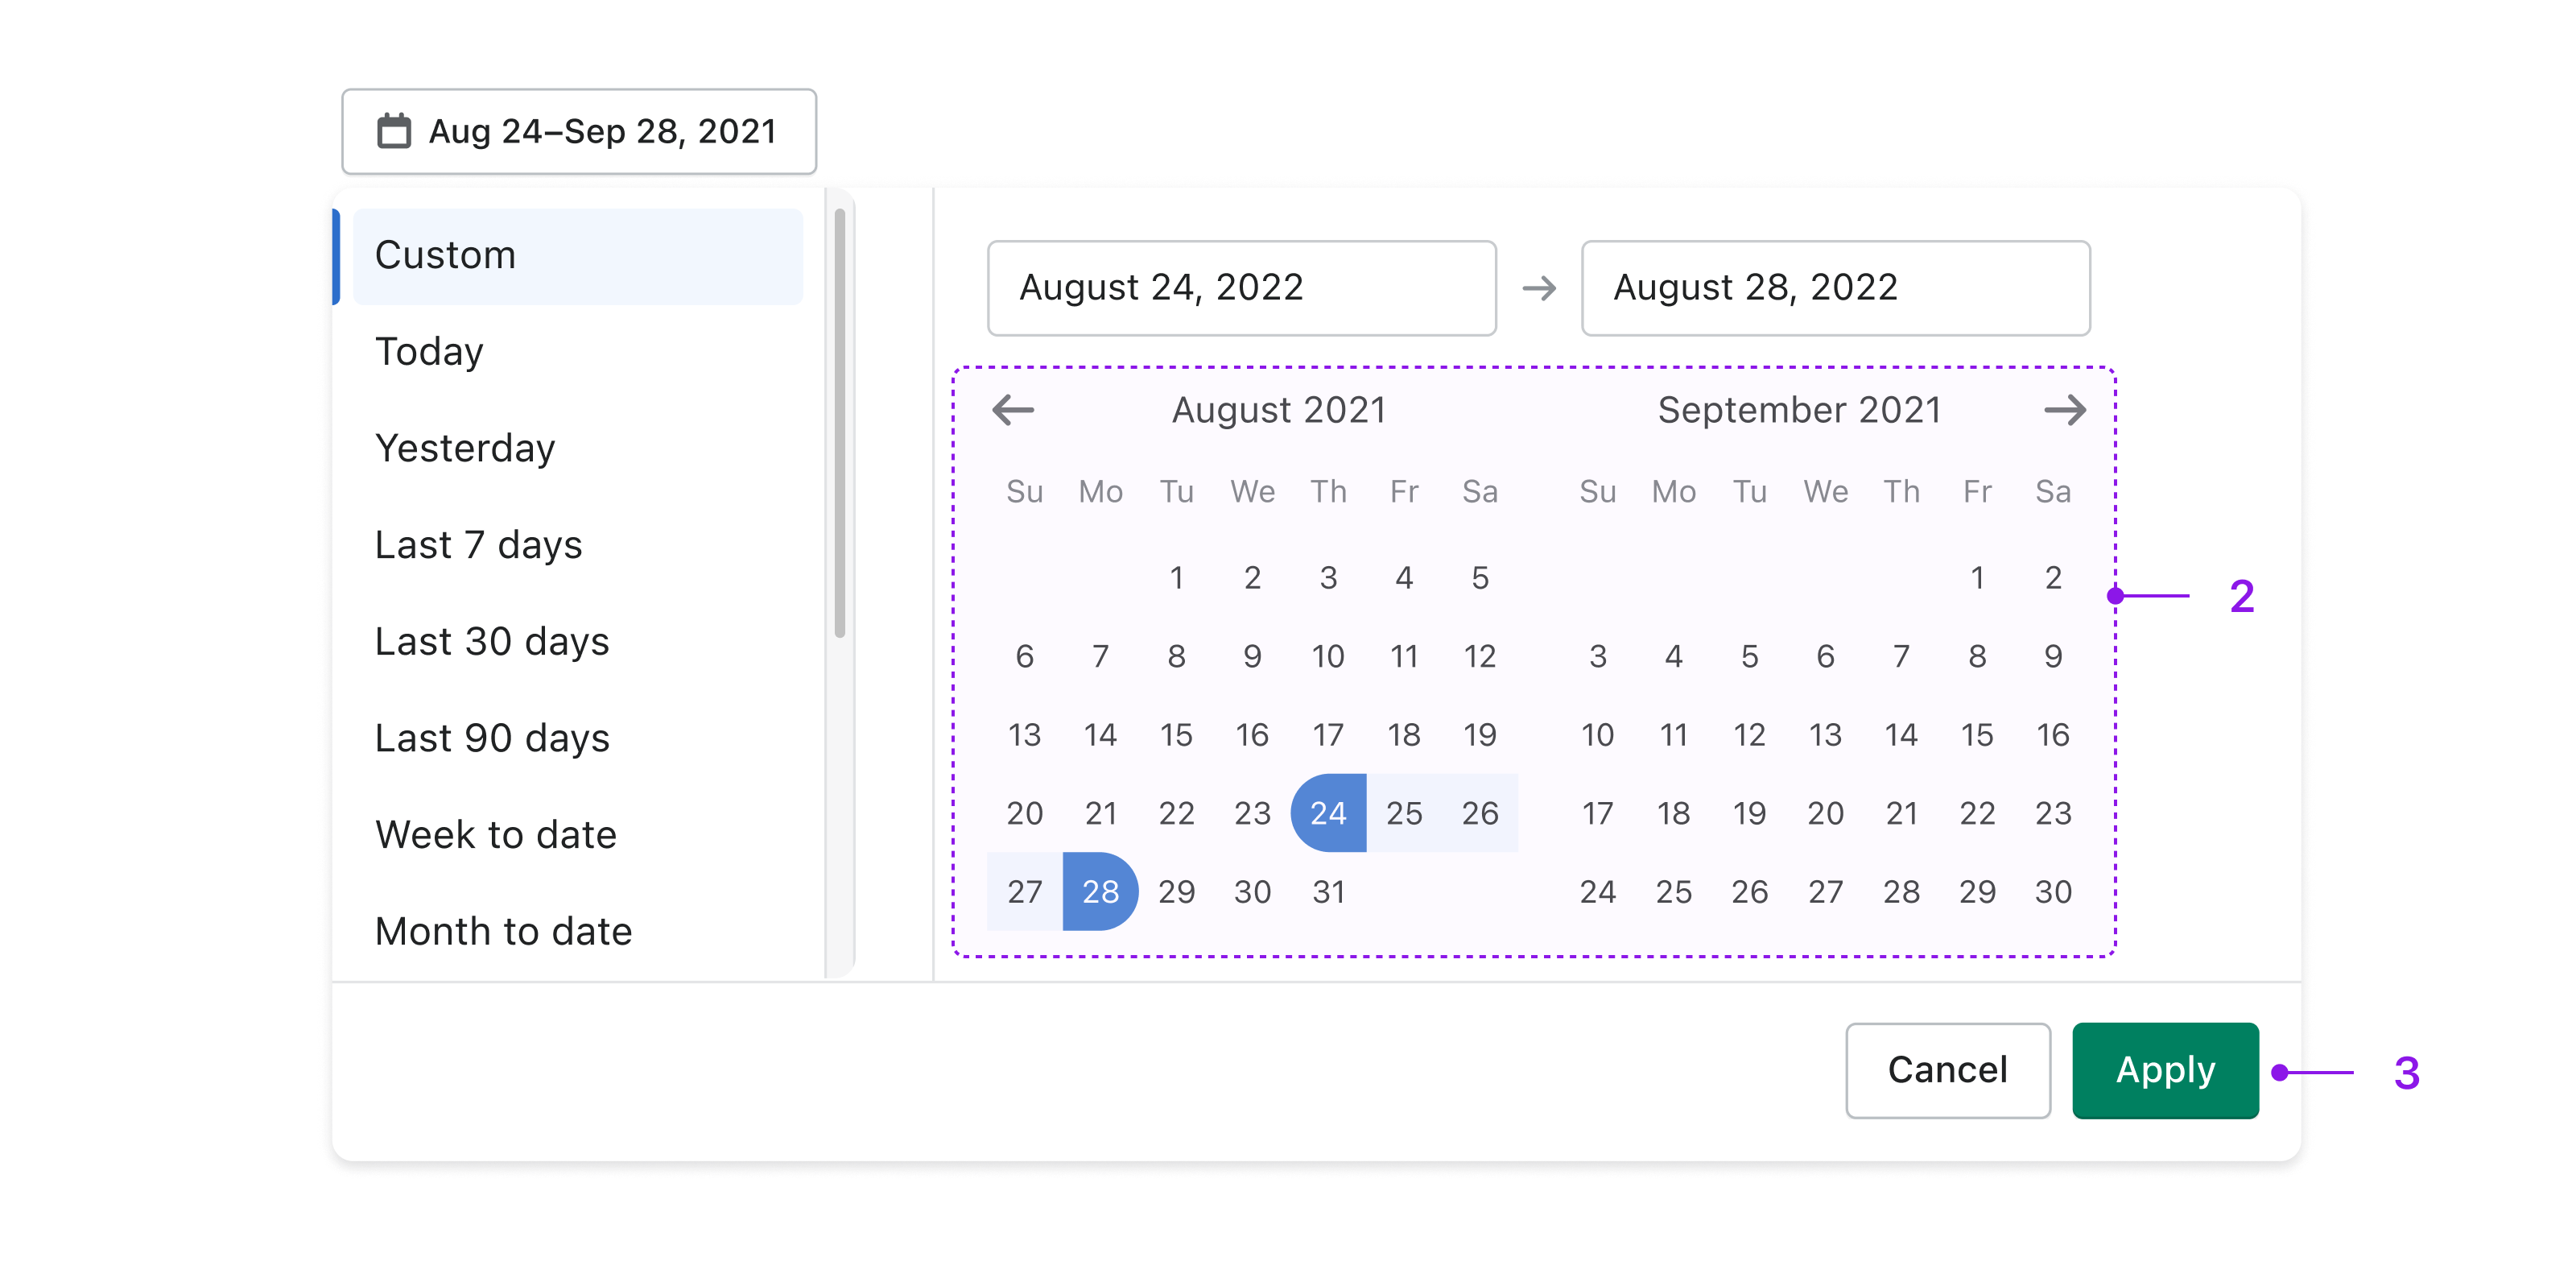 Aug 24–Sep 28, 2021
Custom
Today
Yesterday
Last 7 days
Last 30 days
Last 90 days
Week to date
Month to date
August 24, 2022 → August 28, 2022
← August 2021 September 2021 →
Su Mo Tu We Th Fr Sa Su Mo Tu We Th Fr Sa
1 2 3 4 5 1 2
6 7 8 9 10 11 12 3 4 5 6 7 8 9
13 14 15 16 17 18 19 10 11 12 13 14 15 16
20 21 22 23 24 25 26 17 18 19 20 21 22 23
27 28 29 30 31 24 25 26 27 28 29 30
2
Cancel Apply
3